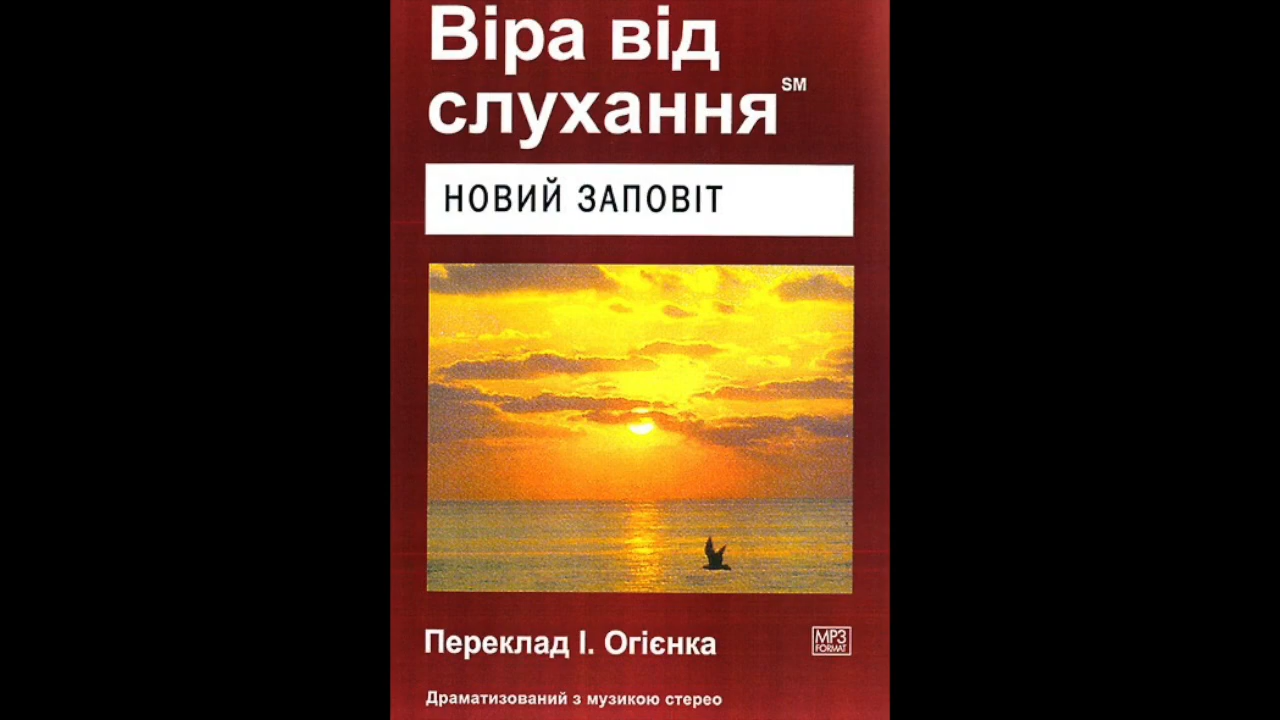 Віра від
слухання SM
НОВИЙ ЗАПОВІТ
Переклад І. Огієнка
MP3
FORMAT
Драматизований з музикою стерео